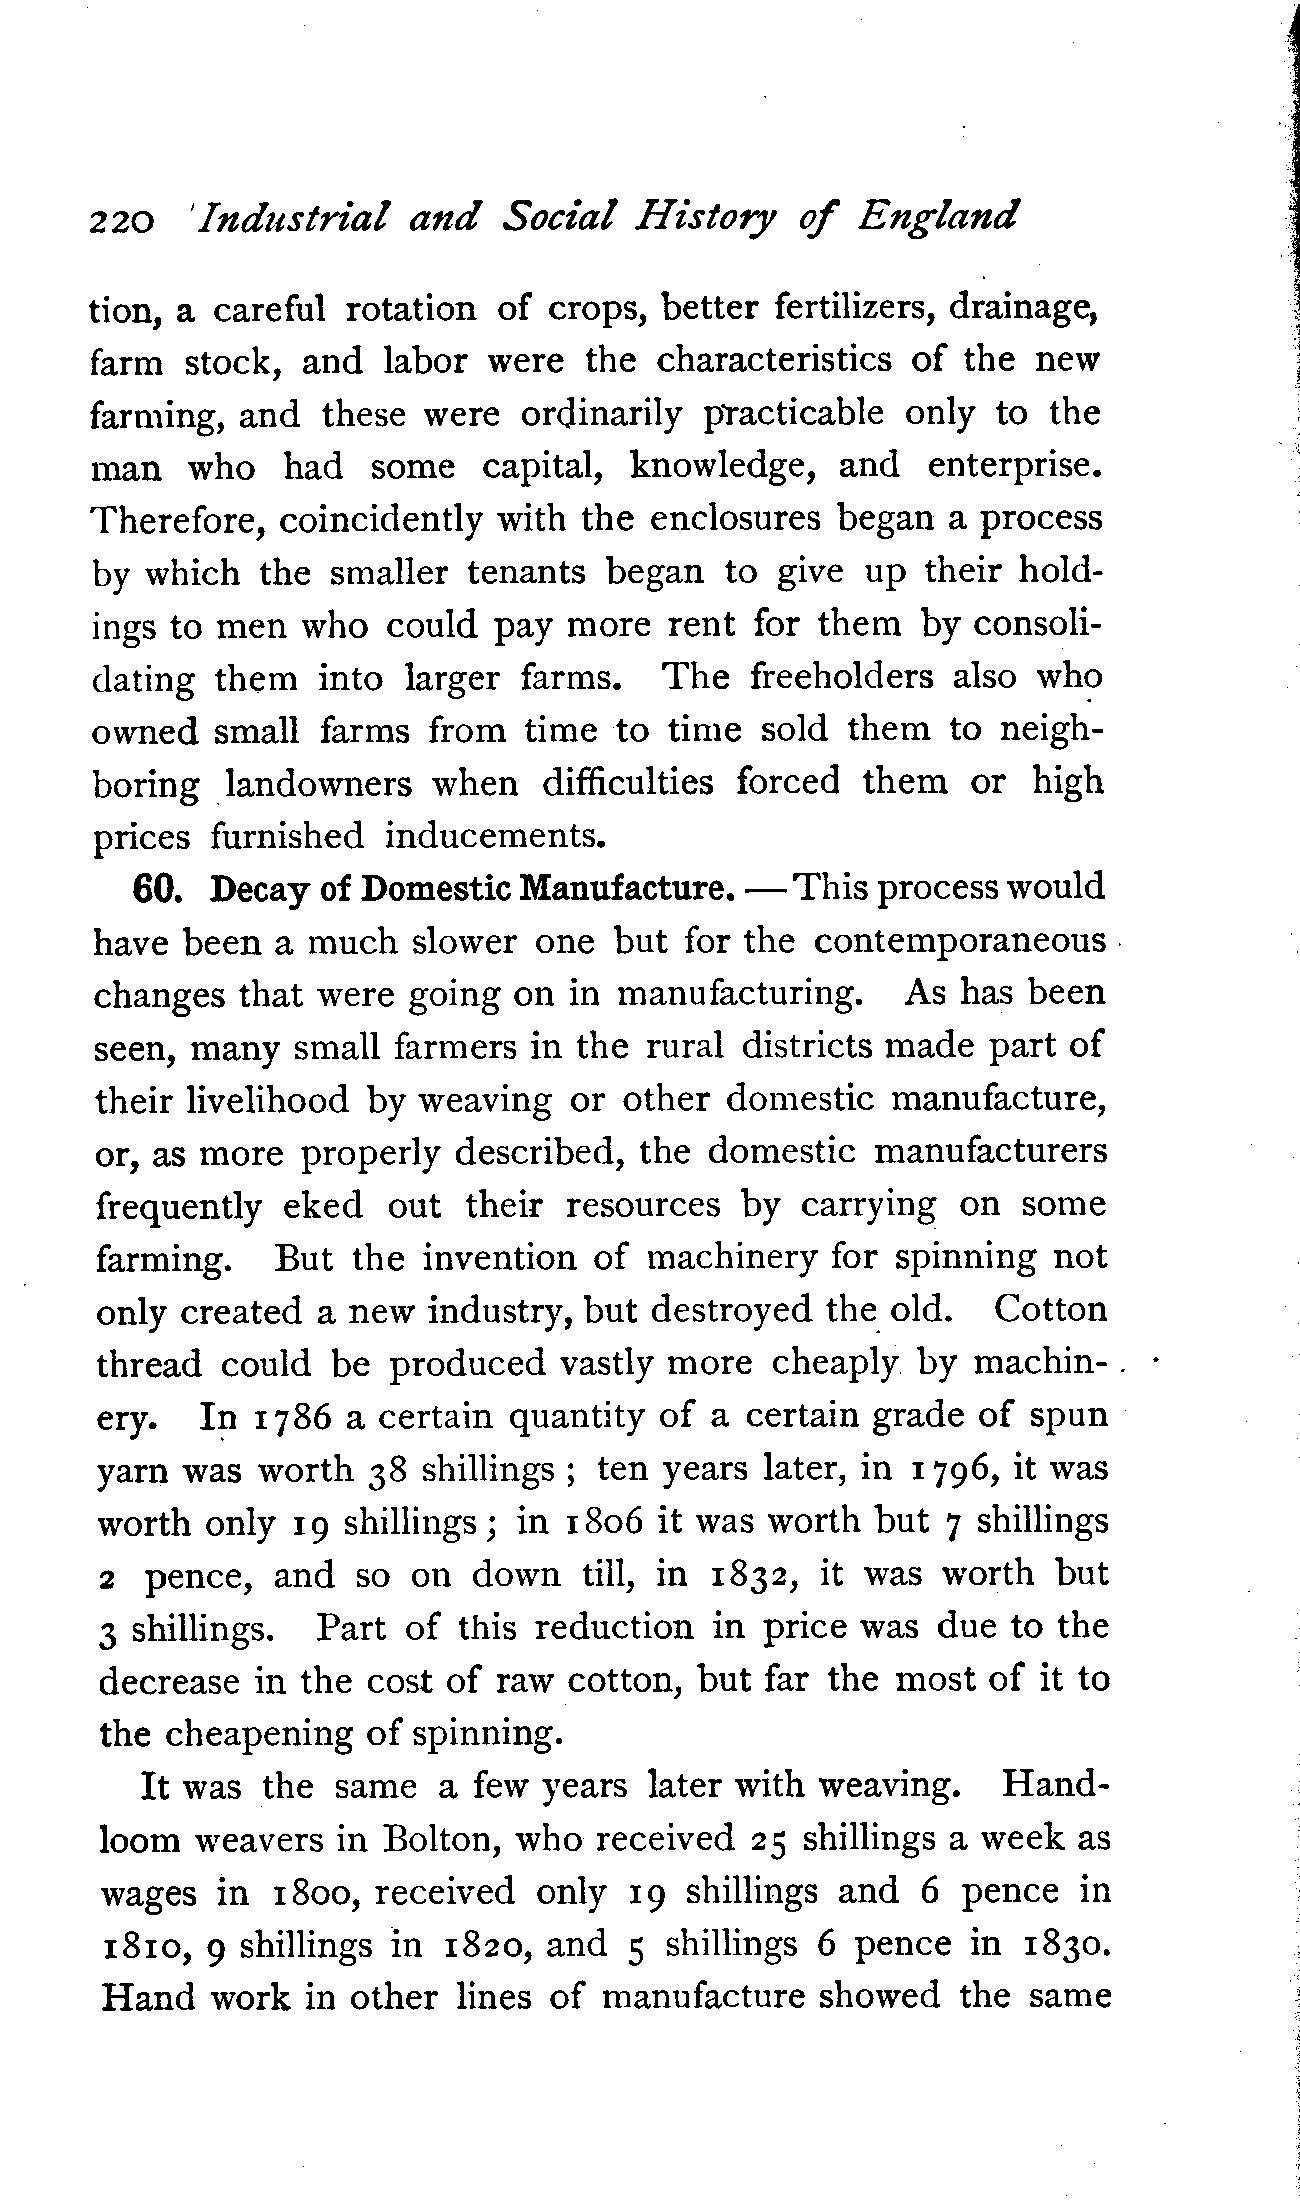 220 Industrial and Social History of England
tion, a careful rotation of crops, better fertilizers, drainage,
farm stock, and labor were the characteristics of the new
farming, and these were ordinarily practicable only to the
man who had some capital, knowledge, and enterprise.
Therefore, coincidently with the enclosures began a process
by which the smaller tenants began to give up their hold-
ings to men who could pay more rent for them by consoli-
dating them into larger farms. The freeholders also who
owned small farms from time to time sold them to neigh-
boring landowners when difficulties forced them or high
prices furnished inducements.
60. Decay of Domestic Manufacture. — This process would
have been a much slower one but for the contemporaneous
changes that were going on in manufacturing. As has been
seen, many small farmers in the rural districts made part of
their livelihood by weaving or other domestic manufacture,
or, as more properly described, the domestic manufacturers
frequently eked out their resources by carrying on some
farming. But the invention of machinery for spinning not
only created a new industry, but destroyed the old. Cotton
thread could be produced vastly more cheaply by machin-
ery. In 1786 a certain quantity of a certain grade of spun
yarn was worth 38 shillings ; ten years later, in 1796, it was
worth only 19 shillings ; in 1806 it was worth but 7 shillings
2 pence, and so on down till, in 1832, it was worth but
3 shillings. Part of this reduction in price was due to the
decrease in the cost of raw cotton, but far the most of it to
the cheapening of spinning.
It was the same a few years later with weaving. Hand-
loom weavers in Bolton, who received 25 shillings a week as
wages in 1800, received only 19 shillings and 6 pence in
1810, 9 shillings in 1820, and 5 shillings 6 pence in 1830.
Hand work in other lines of manufacture showed the same